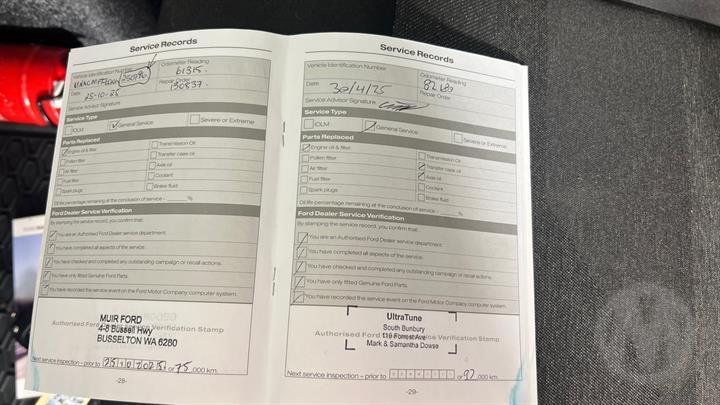 Service Records
Vehicle Identification Number
Odometer Reading
61315.
Repair Order
150837.
Date
25-10-25
Service Advisor Signature
Service Type
IOLM
General Service
Severe or Extreme
Parts Replaced
Engine oil & filter
Transmission Oil
Pollen filter
Transfer case oil
Air filter
Axle oil
Fuel filter
Coolant
Spark plugs
Brake fluid
Oil life percentage remaining at the conclusion of service - %
Ford Dealer Service Verification
By stamping the service record, you confirm that:
You are an Authorised Ford Dealer service department.
You have completed all aspects of the service.
You have checked and completed any outstanding campaign or recall actions.
You have only fitted Genuine Ford Parts.
You have recorded the service event on the Ford Motor Company computer system.
MUIR FORD
Authorised Ford Dealer Service Verification Stamp
4-8 Bussell Hwy
BUSSELTON WA 6280
Next service inspection – prior to or 75,000 km.
-28-
Service Records
Vehicle Identification Number
Odometer Reading
Repair Order
Date
30/4/25
Service Advisor Signature
Service Type
IOLM
General Service
Severe or Extreme
Parts Replaced
Engine oil & filter
Transmission Oil
Pollen filter
Transfer case oil
Air filter
Axle oil
Fuel filter
Coolant
Spark plugs
Brake fluid
Oil life percentage remaining at the conclusion of service - %
Ford Dealer Service Verification
By stamping the service record, you confirm that:
You are an Authorised Ford Dealer service department.
You have completed all aspects of the service.
You have checked and completed any outstanding campaign or recall actions.
You have only fitted Genuine Ford Parts.
You have recorded the service event on the Ford Motor Company computer system.
UltraTune
South Bunbury
Authorised Ford Dealer Service Verification Stamp
119 Forrest Ave
Mark & Samantha Dowse
Next service inspection – prior to or 92,000 km.
-29-